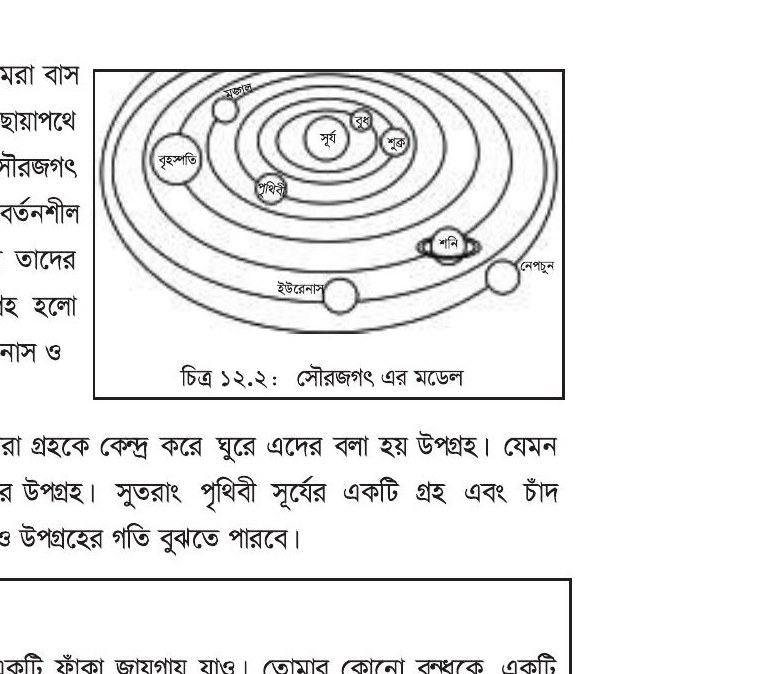 মরা বাস
ছায়াপথে
সৌরজগৎ
বর্তনশীল
তাদের
গ্রহ হলো
নাস ও
মঙ্গল
বুধ
সূর্য
শুক্র
বৃহস্পতি
পৃথিবী
শনি
নেপচুন
ইউরেনাস
চিত্র ১২.২: সৌরজগৎ এর মডেল
রা গ্রহকে কেন্দ্র করে ঘুরে এদের বলা হয় উপগ্রহ। যেমন
র উপগ্রহ। সুতরাং পৃথিবী সূর্যের একটি গ্রহ এবং চাঁদ
ও উপগ্রহের গতি বুঝতে পারবে।
একটি ফাঁকা জায়গায় যাও। তোমার কোনো বন্ধুকে একটি